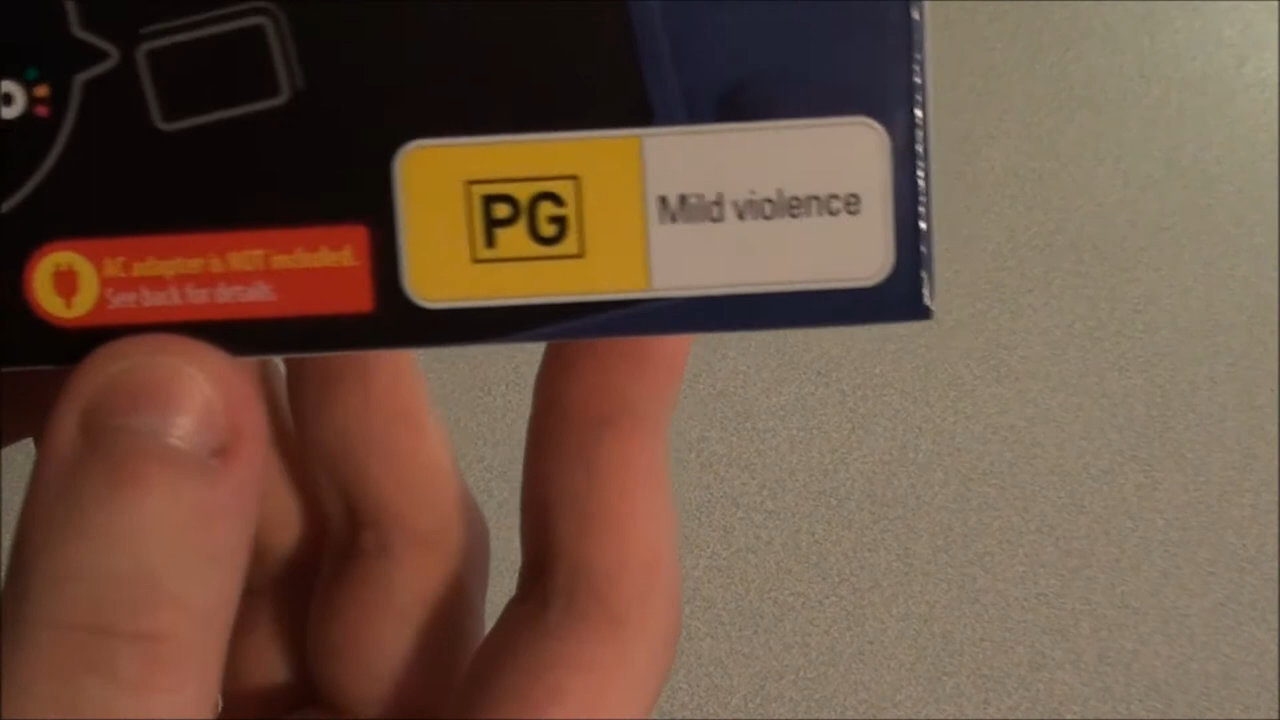 PG
Mild violence
AC adapter is NOT included.
See back for details.